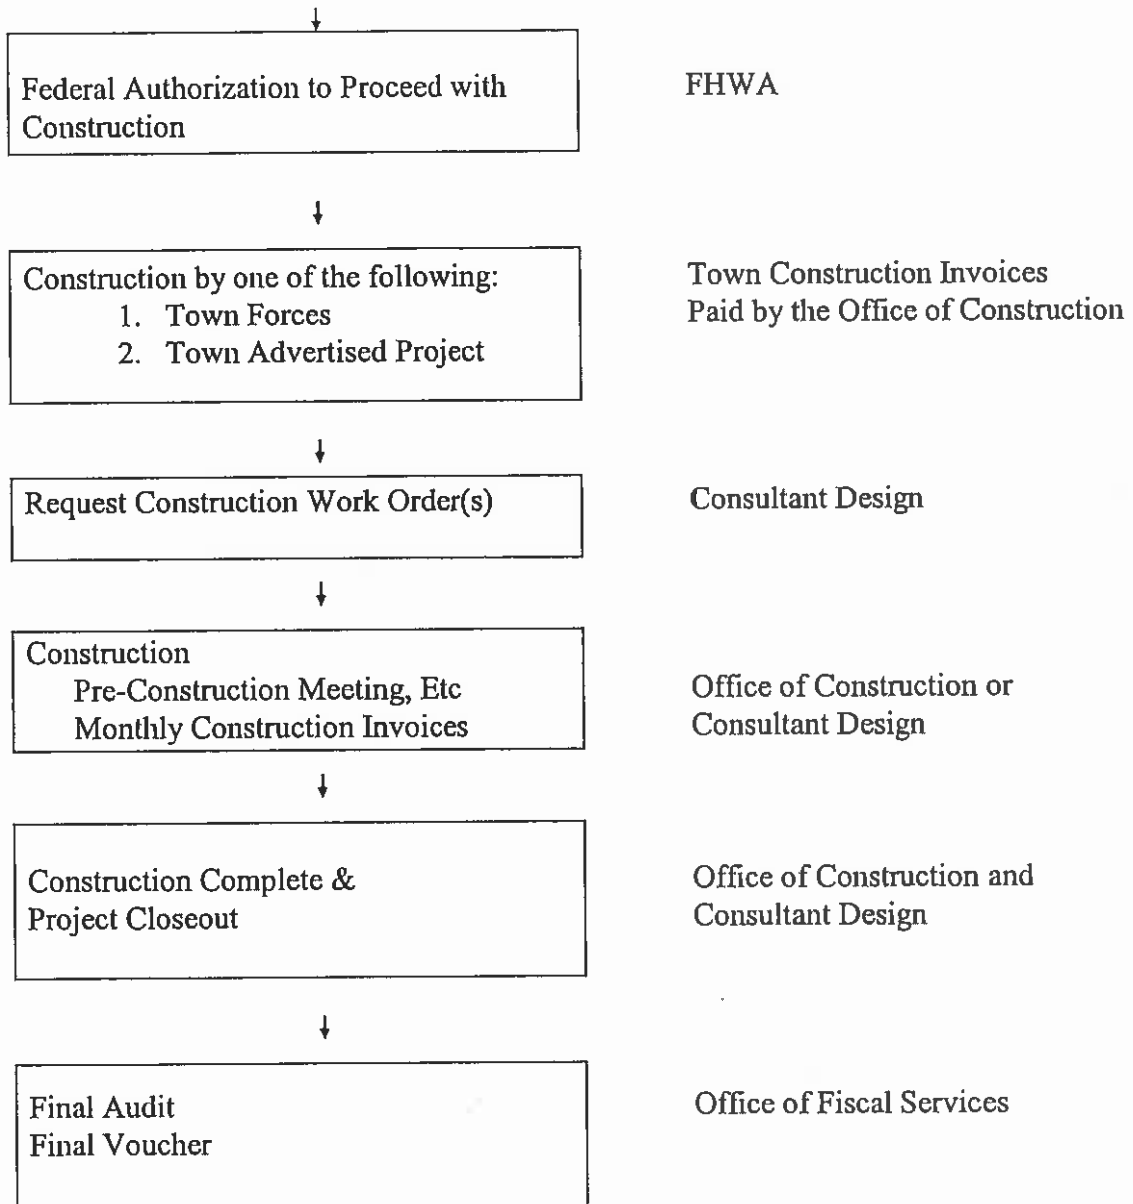 Federal Authorization to Proceed with
Construction
FHWA
Construction by one of the following:
1. Town Forces
2. Town Advertised Project
Town Construction Invoices
Paid by the Office of Construction
Request Construction Work Order(s)
Consultant Design
Construction
Pre-Construction Meeting, Etc
Monthly Construction Invoices
Office of Construction or
Consultant Design
Construction Complete &
Project Closeout
Office of Construction and
Consultant Design
Final Audit
Final Voucher
Office of Fiscal Services